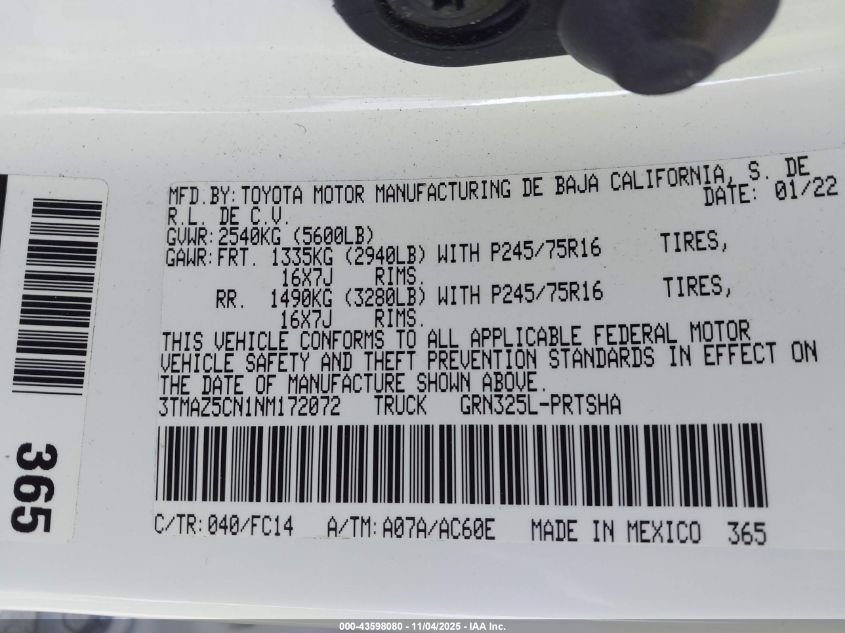 MFD.BY: TOYOTA MOTOR MANUFACTURING DE BAJA CALIFORNIA, S. DE
R.L. DE C.V. DATE: 01/22
GVWR: 2540KG (5600LB)
GAWR: FRT. 1335KG (2940LB) WITH P245/75R16 TIRES,
16X7J RIMS.
RR. 1490KG (3280LB) WITH P245/75R16 TIRES,
16X7J RIMS.
THIS VEHICLE CONFORMS TO ALL APPLICABLE FEDERAL MOTOR
VEHICLE SAFETY AND THEFT PREVENTION STANDARDS IN EFFECT ON
THE DATE OF MANUFACTURE SHOWN ABOVE.
3TMAZ5CN1NM172072 TRUCK GRN325L-PRTSHA
C/TR: 040/FC14 A/TM: A07A/AC60E MADE IN MEXICO 365
365
000-43598080 - 11/04/2025 - IAA Inc.